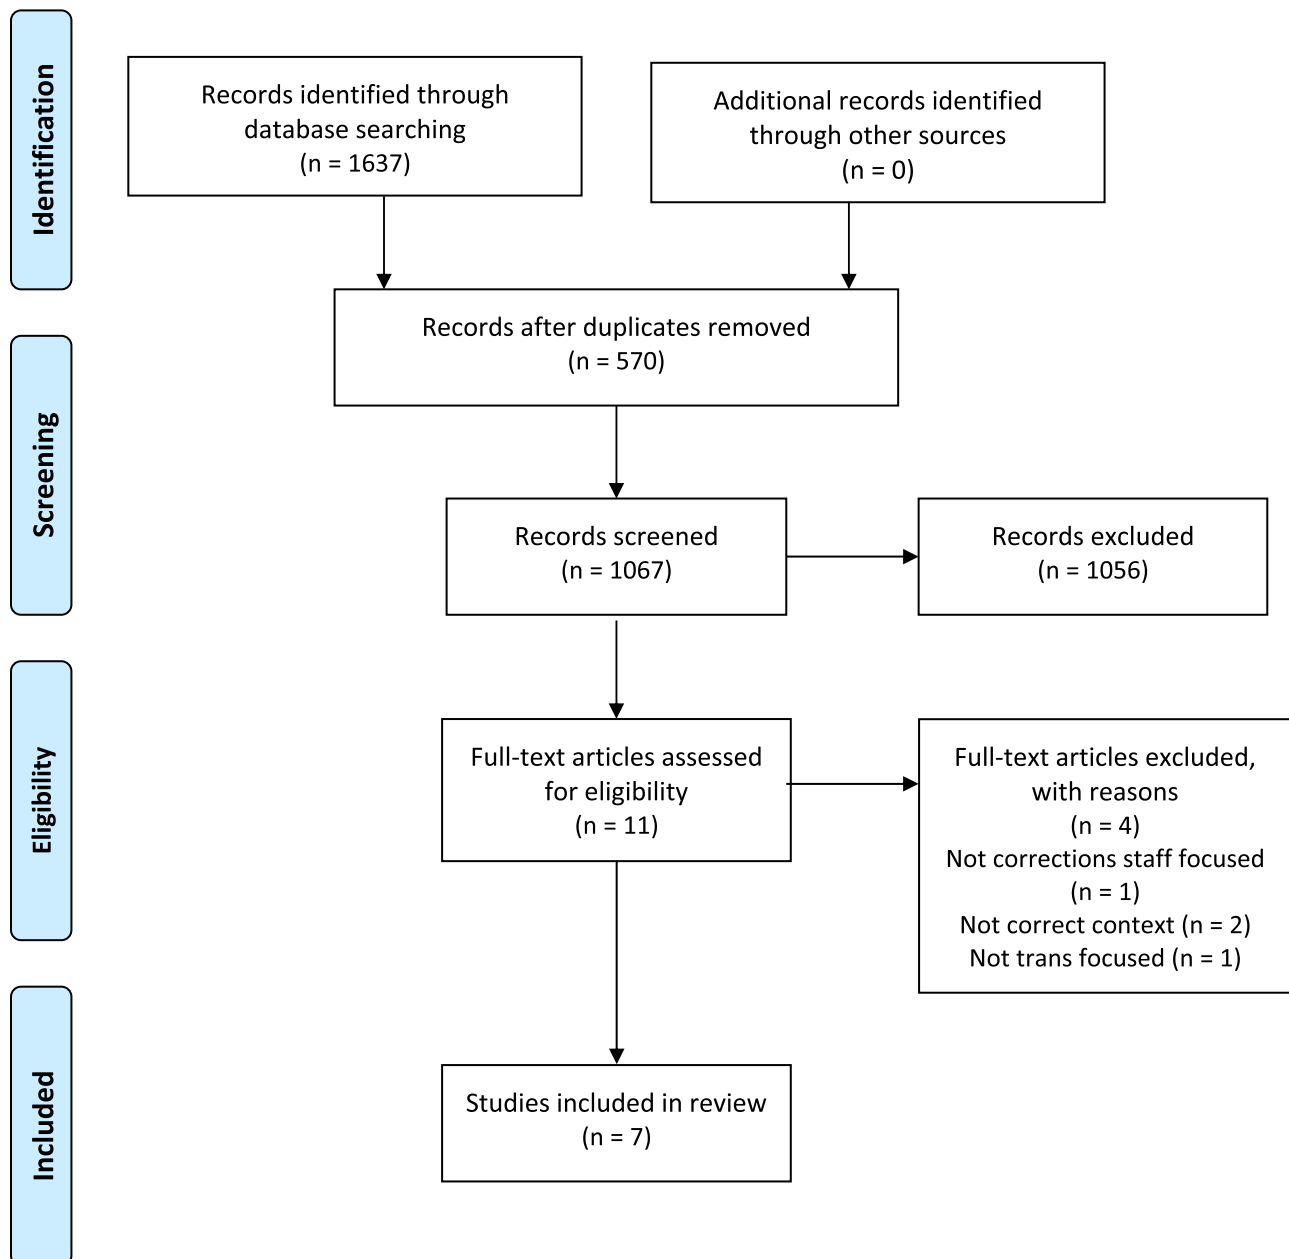 Identification
Records identified through
database searching
(n = 1637)
Additional records identified
through other sources
(n = 0)
Records after duplicates removed
(n = 570)
Screening
Records screened
(n = 1067)
Records excluded
(n = 1056)
Eligibility
Full-text articles assessed
for eligibility
(n = 11)
Full-text articles excluded,
with reasons
(n = 4)
Not corrections staff focused
(n = 1)
Not correct context (n = 2)
Not trans focused (n = 1)
Included
Studies included in review
(n = 7)